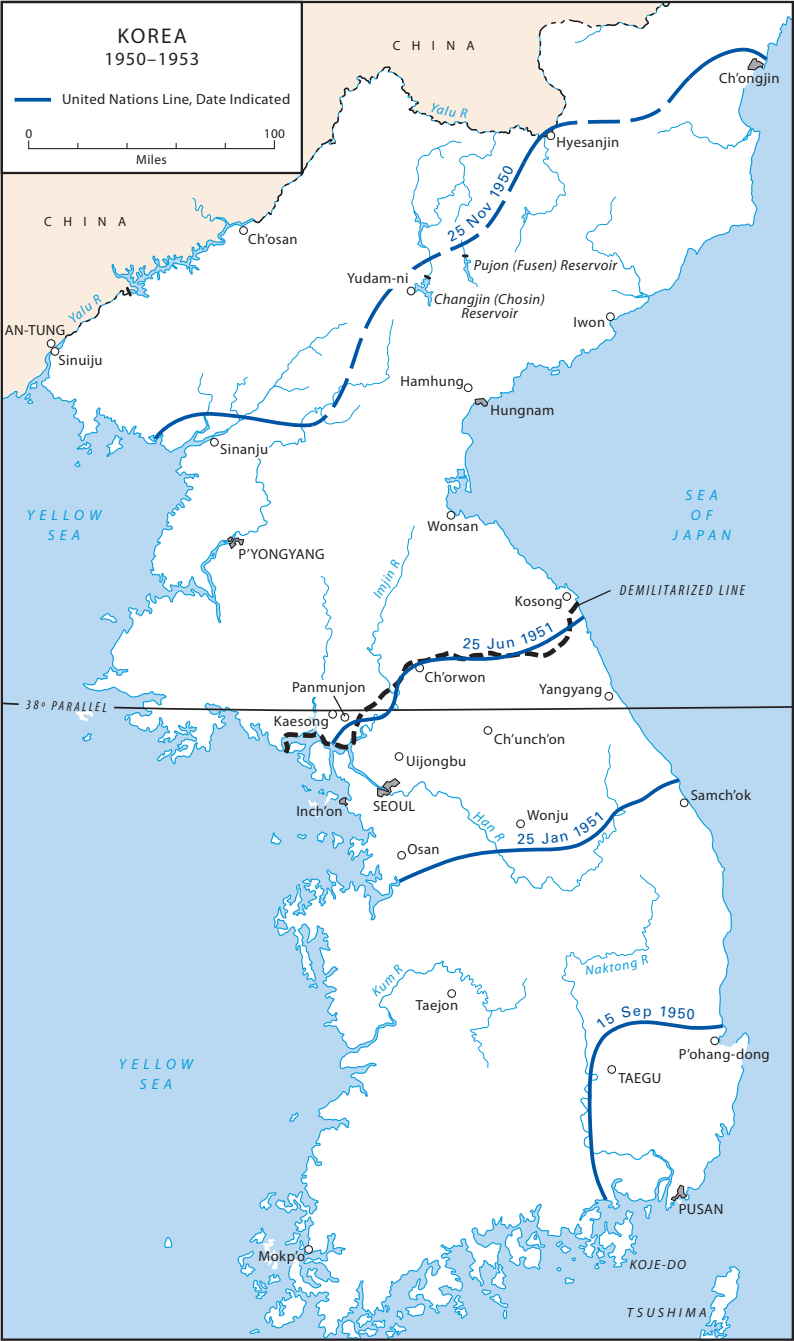 KOREA
1950–1953
United Nations Line, Date Indicated
0
100
Miles
CHINA
Ch'ongjin
Yalu R
Hyesanjin
25 Nov 1950
CHINA
Ch'osan
Pujon (Fusen) Reservoir
Yudam-ni
Changjin (Chosin)
Reservoir
Yalu R
Iwon
AN-TUNG
Sinuiju
Hamhung
Hungnam
Sinanju
YELLOW
SEA
SEA
OF
JAPAN
Wonsan
P'YONGYANG
Imjin R
DEMILITARIZED LINE
Kosong
25 Jun 1951
Ch'orwon
Panmunjon
Yangyang
38º PARALLEL
Kaesong
Ch'unch'on
Uijongbu
Samch'ok
SEOUL
Inch'on
Han R
Wonju
25 Jan 1951
Osan
Naktong R
Kum R
Taejon
15 Sep 1950
P'ohang-dong
YELLOW
SEA
TAEGU
PUSAN
Mokp'o
KOJE-DO
TSUSHIMA